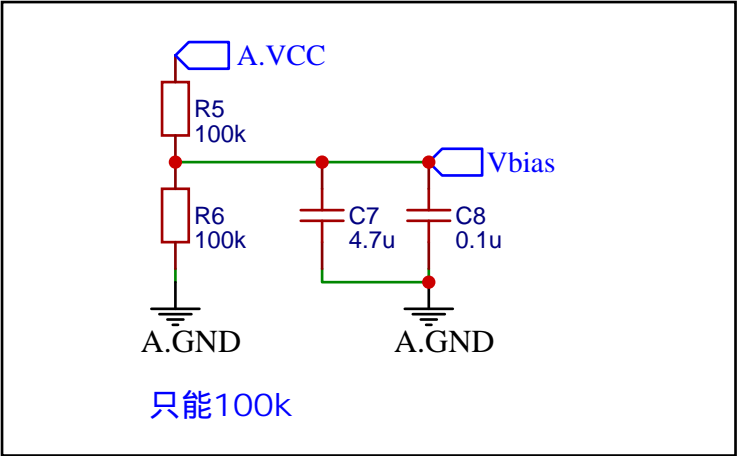 A.VCC
R5
100k
Vbias
R6
100k
C7
4.7u
C8
0.1u
A.GND
A.GND
只能100k